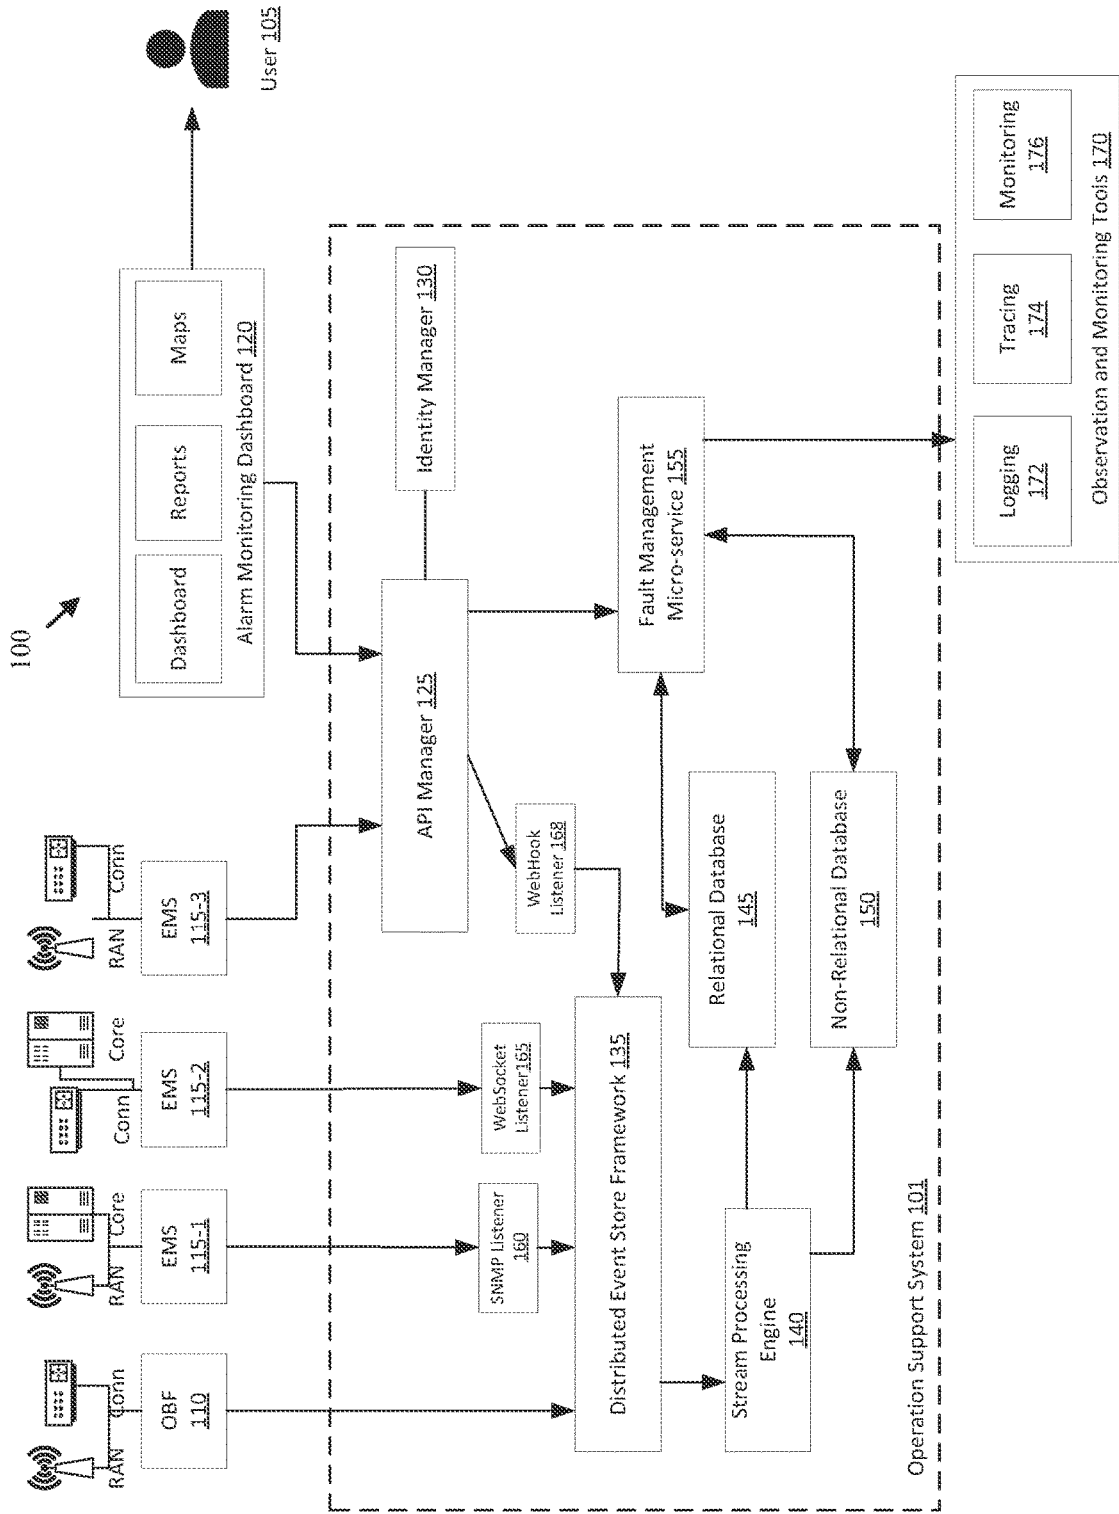 100
RAN
Conn
RAN
Core
Conn
Core
RAN
Conn
OBF
110
EMS
115-1
EMS
115-2
EMS
115-3
Dashboard
Reports
Maps
Alarm Monitoring Dashboard 120
User 105
API Manager 125
Identity Manager 130
SNMP Listener
160
WebSocket
Listener165
WebHook
Listener 168
Distributed Event Store Framework 135
Fault Management
Micro-service 155
Relational Database
145
Stream Processing
Engine
140
Non-Relational Database
150
Operation Support System 101
Logging
172
Tracing
174
Monitoring
176
Observation and Monitoring Tools 170